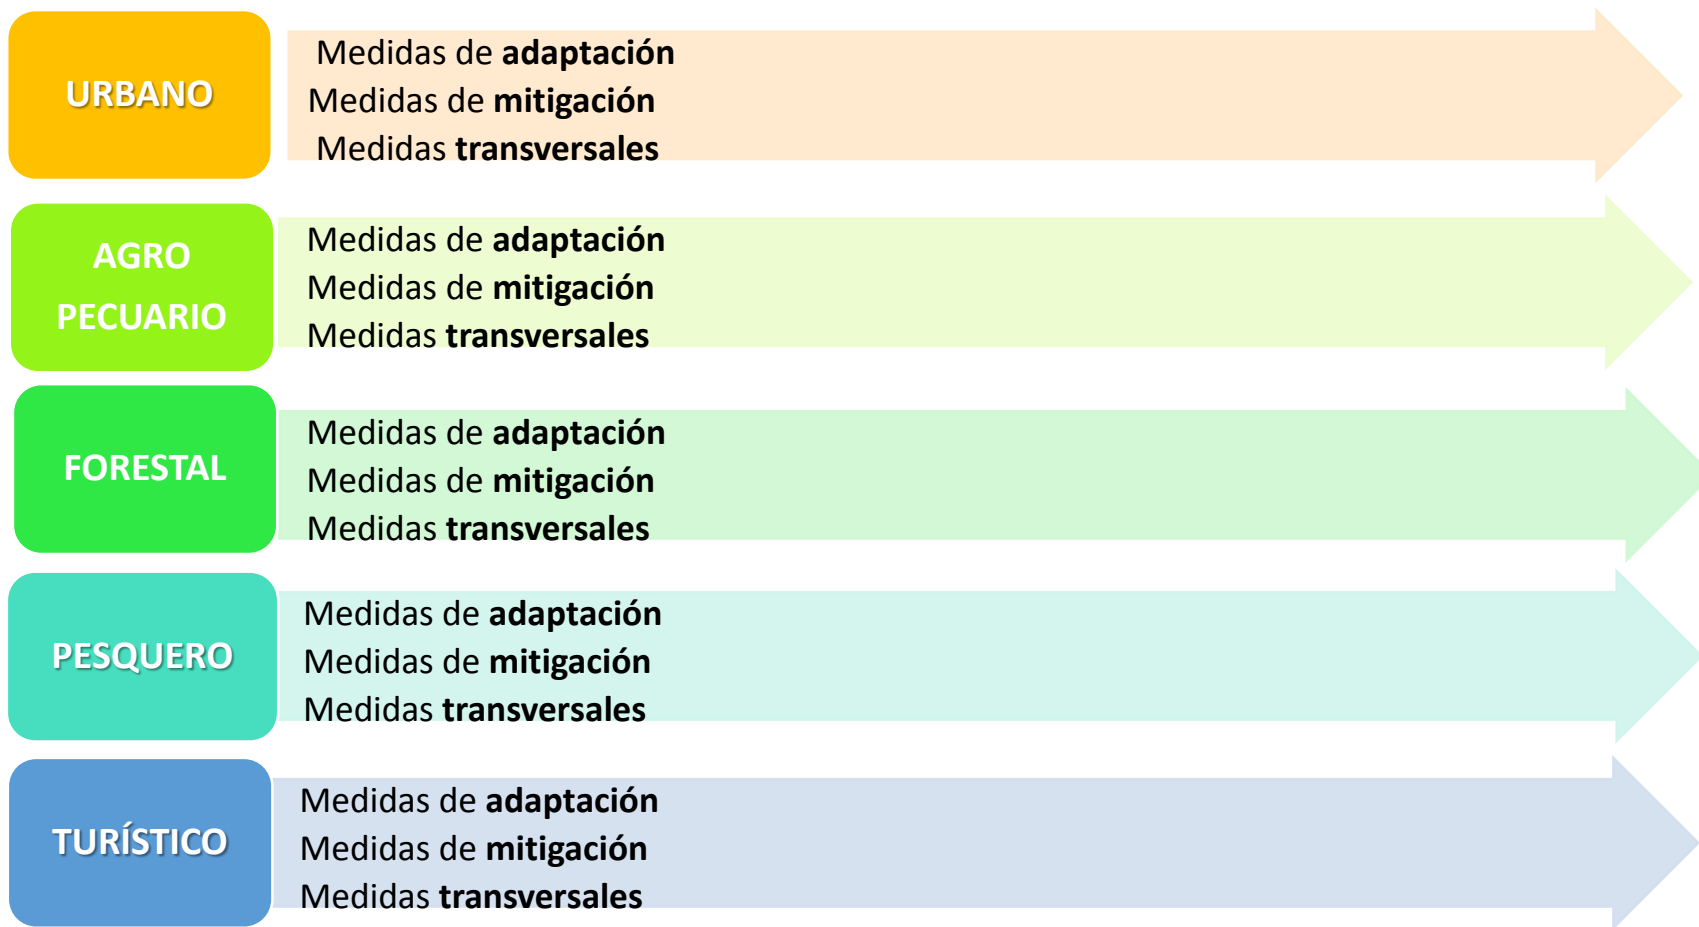 URBANO
Medidas de adaptación
Medidas de mitigación
Medidas transversales
AGRO
PECUARIO
Medidas de adaptación
Medidas de mitigación
Medidas transversales
FORESTAL
Medidas de adaptación
Medidas de mitigación
Medidas transversales
PESQUERO
Medidas de adaptación
Medidas de mitigación
Medidas transversales
TURÍSTICO
Medidas de adaptación
Medidas de mitigación
Medidas transversales